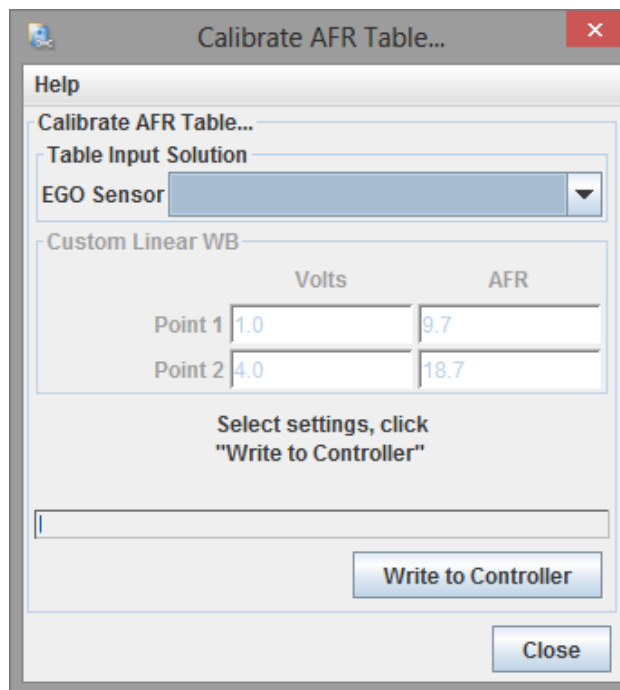 Calibrate AFR Table...
Help
Calibrate AFR Table...
Table Input Solution
EGO Sensor
Custom Linear WB
Volts AFR
Point 1 1.0 9.7
Point 2 4.0 18.7
Select settings, click
"Write to Controller"
Write to Controller
Close